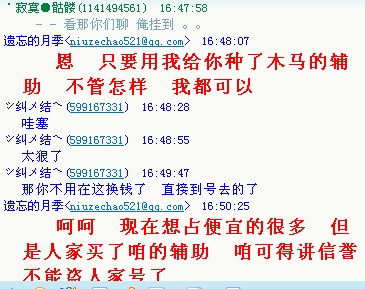 寂寞●骷髅(1141494561) 16:47:58
－－看那你们聊 俺挂到 。。
遗忘的月季<niuzechao521@qq.com> 16:48:07
恩 只要用我给你种了木马的辅
助 不管怎样 我都可以
ツ纠メ结へ(599167331) 16:48:28
哇塞
ツ纠メ结へ(599167331) 16:48:55
太狠了
ツ纠メ结へ(599167331) 16:49:47
那你不用在这换钱了 直接到号去的了
遗忘的月季<niuzechao521@qq.com> 16:50:25
呵呵 现在想占便宜的很多 但
是人家买了咱的辅助 咱可得讲信誉
不能盗人家号了